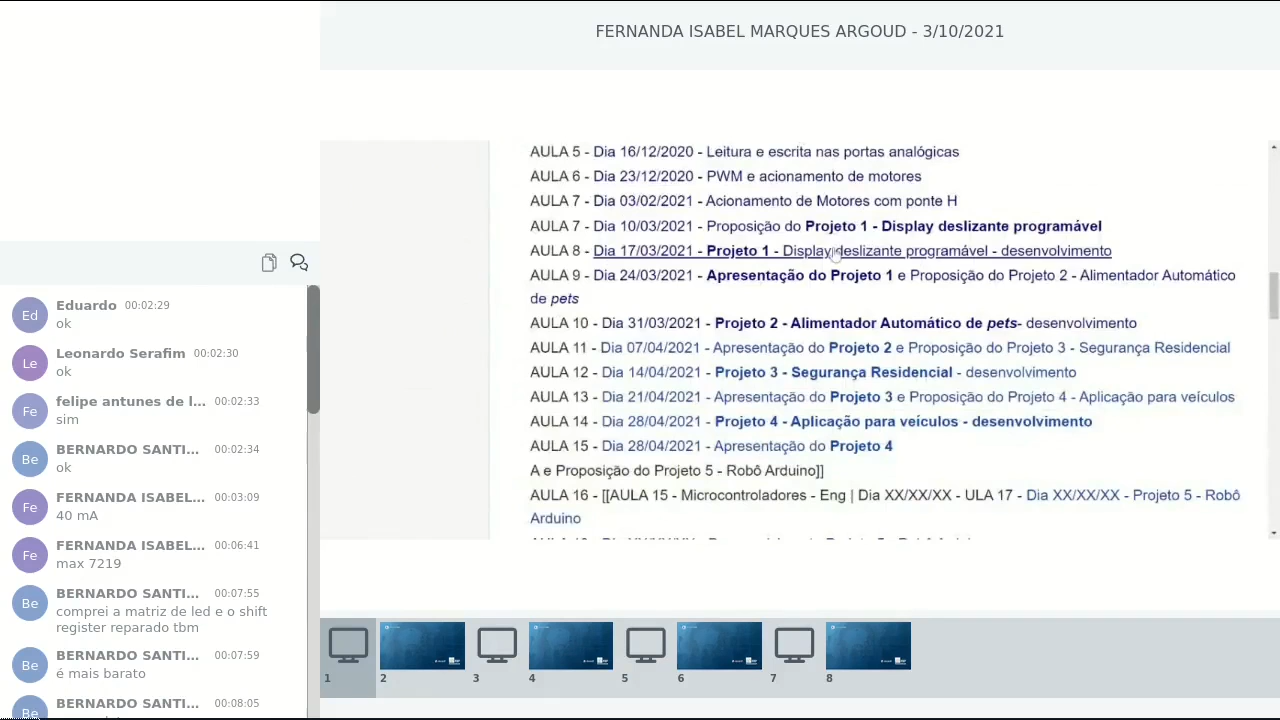 FERNANDA ISABEL MARQUES ARGOUD - 3/10/2021
Eduardo 00:02:29
ok
Leonardo Serafim 00:02:30
ok
felipe antunes de l... 00:02:33
sim
BERNARDO SANTI... 00:02:34
ok
FERNANDA ISABEL... 00:03:09
40 mA
FERNANDA ISABEL... 00:06:41
max 7219
BERNARDO SANTI... 00:07:55
comprei a matriz de led e o shift
register reparado tbm
BERNARDO SANTI... 00:07:59
é mais barato
BERNARDO SANTI... 00:08:05
Ed
Le
Fe
Be
Fe
Fe
Be
Be
Be
AULA 5 - Dia 16/12/2020 - Leitura e escrita nas portas analógicas
AULA 6 - Dia 23/12/2020 - PWM e acionamento de motores
AULA 7 - Dia 03/02/2021 - Acionamento de Motores com ponte H
AULA 7 - Dia 10/03/2021 - Proposição do Projeto 1 - Display deslizante programável
AULA 8 - Dia 17/03/2021 - Projeto 1 - Display deslizante programável - desenvolvimento
AULA 9 - Dia 24/03/2021 - Apresentação do Projeto 1 e Proposição do Projeto 2 - Alimentador Automático
de pets
AULA 10 - Dia 31/03/2021 - Projeto 2 - Alimentador Automático de pets- desenvolvimento
AULA 11 - Dia 07/04/2021 - Apresentação do Projeto 2 e Proposição do Projeto 3 - Segurança Residencial
AULA 12 - Dia 14/04/2021 - Projeto 3 - Segurança Residencial - desenvolvimento
AULA 13 - Dia 21/04/2021 - Apresentação do Projeto 3 e Proposição do Projeto 4 - Aplicação para veículos
AULA 14 - Dia 28/04/2021 - Projeto 4 - Aplicação para veículos - desenvolvimento
AULA 15 - Dia 28/04/2021 - Apresentação do Projeto 4
A e Proposição do Projeto 5 - Robô Arduino]]
AULA 16 - [[AULA 15 - Microcontroladores - Eng | Dia XX/XX/XX - ULA 17 - Dia XX/XX/XX - Projeto 5 - Robô
Arduino
1
2
3
4
5
6
7
8